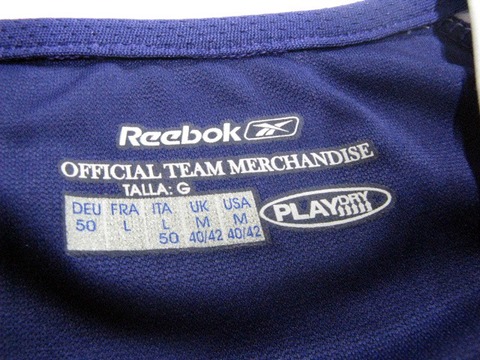 Reebok
OFFICIAL TEAM MERCHANDISE
TALLA: G
DEU FRA ITA UK USA
50 L L M M
50 40/42 40/42
PLAYDRY